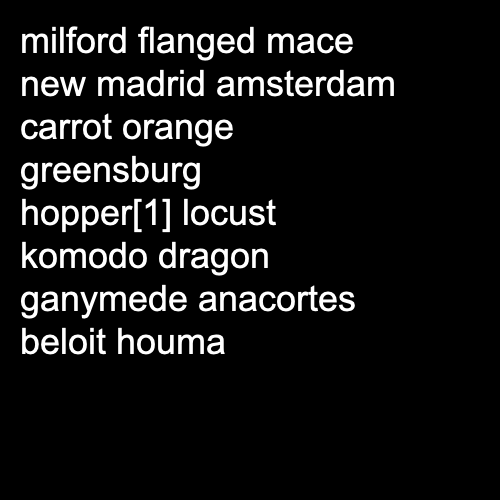 milford flanged mace
new madrid amsterdam
carrot orange
greensburg
hopper[1] locust
komodo dragon
ganymede anacortes
beloit houma